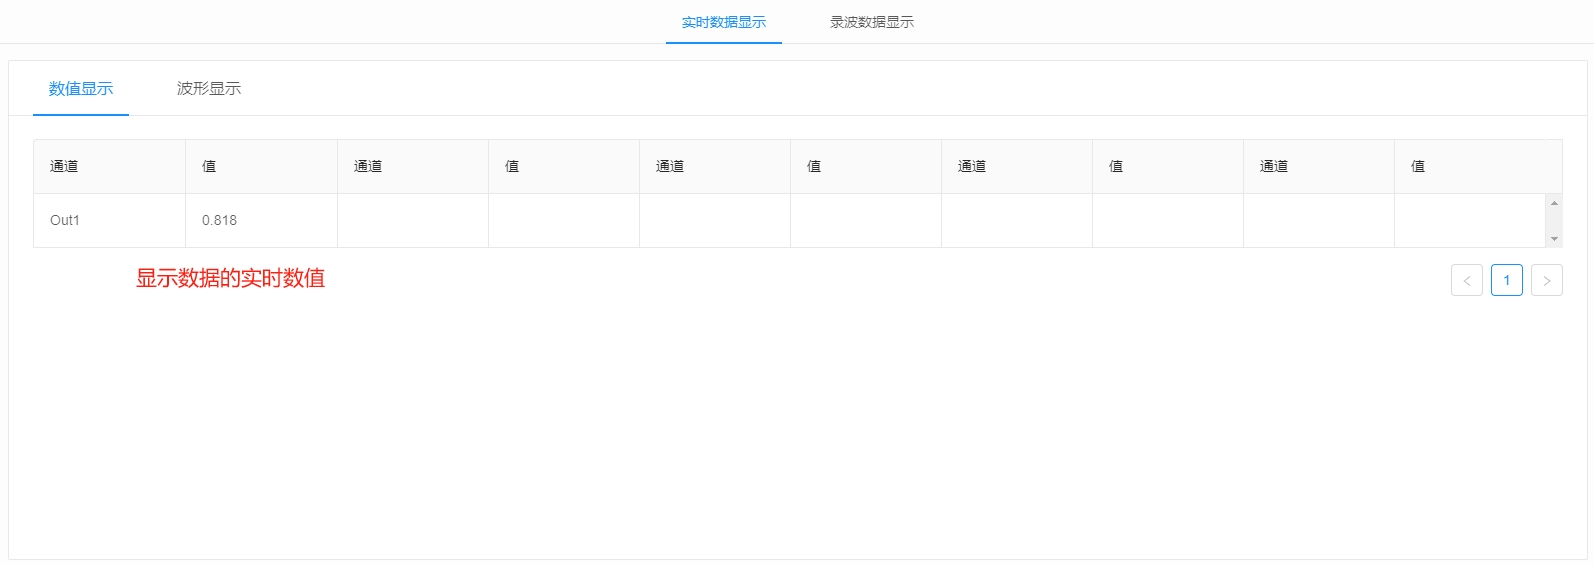 实时数据显示 录波数据显示
数值显示 波形显示
通道 值 通道 值 通道 值 通道 值 通道 值
Out1 0.818
显示数据的实时数值
< 1 >